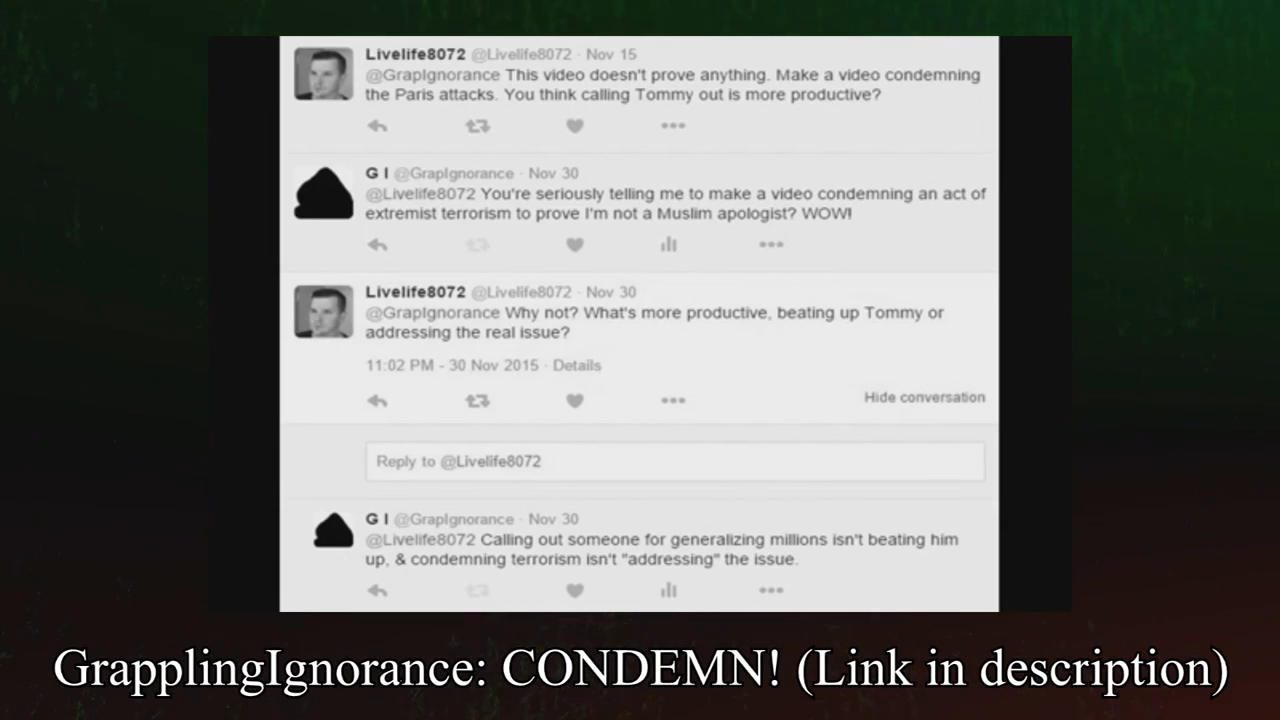 Livelife8072 @Livelife8072 · Nov 15
@GrapIgnorance This video doesn't prove anything. Make a video condemning
the Paris attacks. You think calling Tommy out is more productive?
G I @GrapIgnorance · Nov 30
@Livelife8072 You're seriously telling me to make a video condemning an act of
extremist terrorism to prove I'm not a Muslim apologist? WOW!
Livelife8072 @Livelife8072 · Nov 30
@GrapIgnorance Why not? What's more productive, beating up Tommy or
addressing the real issue?
11:02 PM - 30 Nov 2015 · Details
Hide conversation
Reply to @Livelife8072
G I @GrapIgnorance · Nov 30
@Livelife8072 Calling out someone for generalizing millions isn't beating him
up, & condemning terrorism isn't "addressing" the issue.
GrapplingIgnorance: CONDEMN! (Link in description)